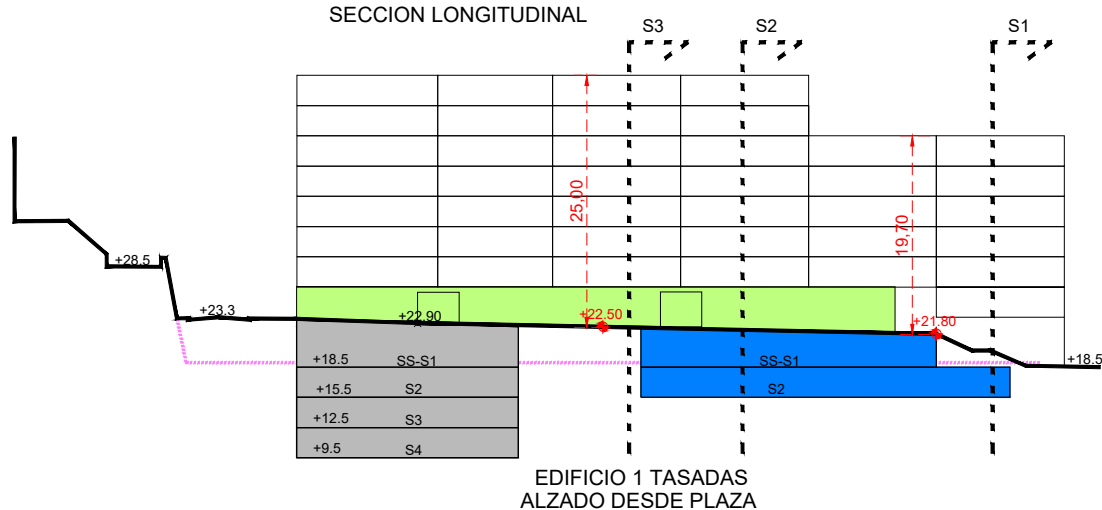 SECCION LONGITUDINAL
S3
S2
S1
25,00
19,70
+28.5
+23.3
+22.90
+22.50
+21.80
+18.5
SS-S1
SS-S1
+18.5
+15.5
S2
S2
+12.5
S3
+9.5
S4
EDIFICIO 1 TASADAS
ALZADO DESDE PLAZA